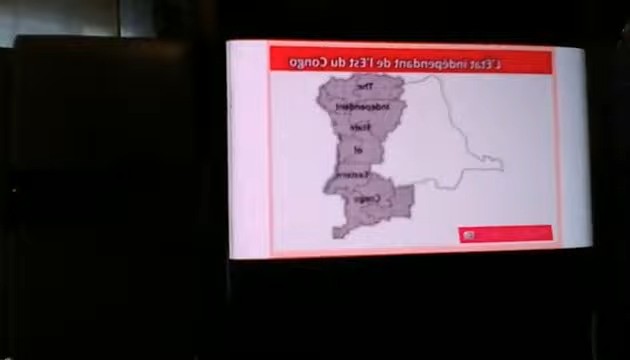 L'Etat indépendant de l'Est du Congo
The
Independent
State
of
Eastern
Congo